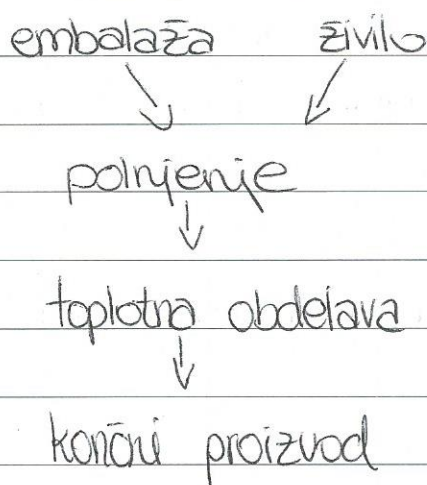 embalaža živilo
polnjenje
toplotna obdelava
končni proizvod